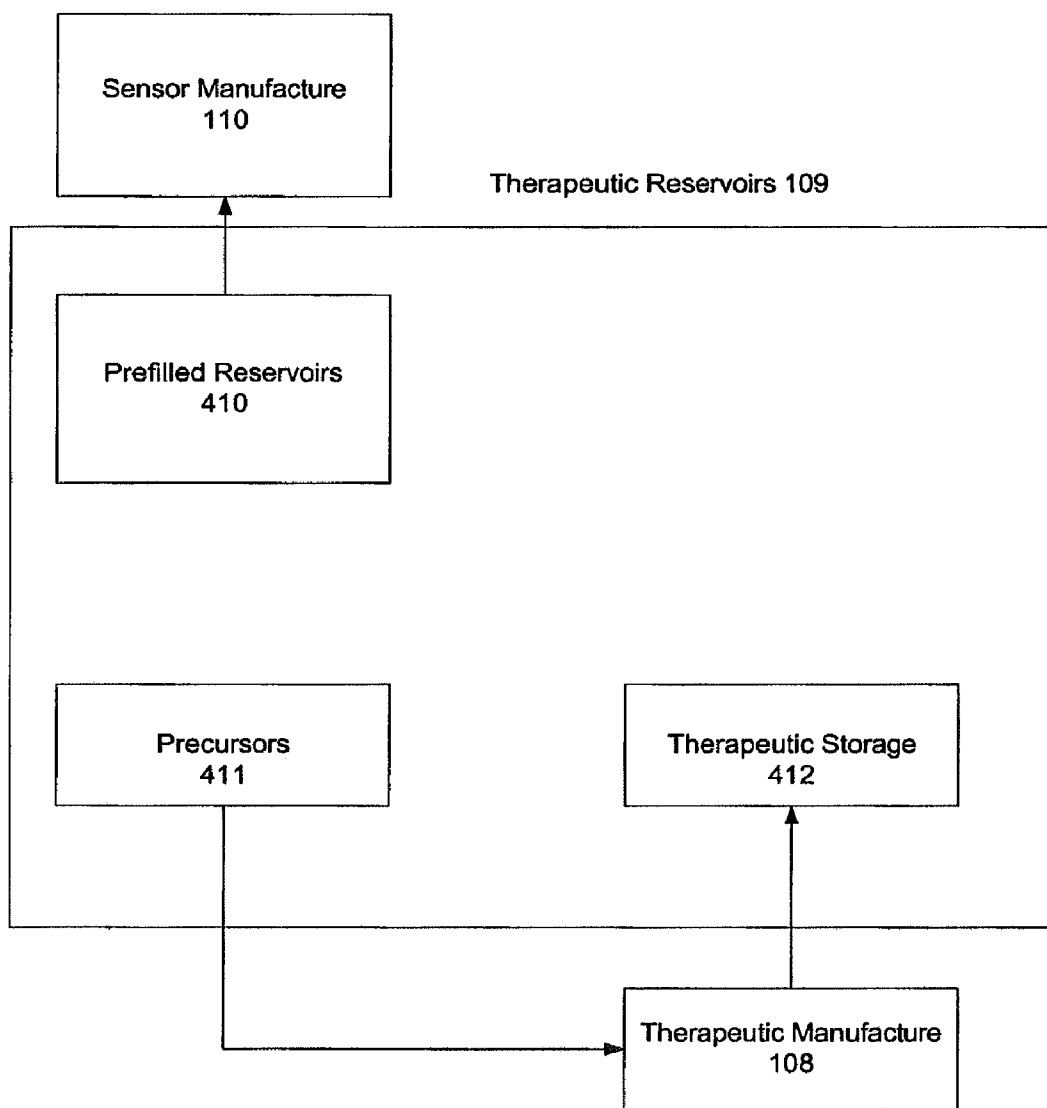 Sensor Manufacture
110
Therapeutic Reservoirs 109
Prefilled Reservoirs
410
Precursors
411
Therapeutic Storage
412
Therapeutic Manufacture
108